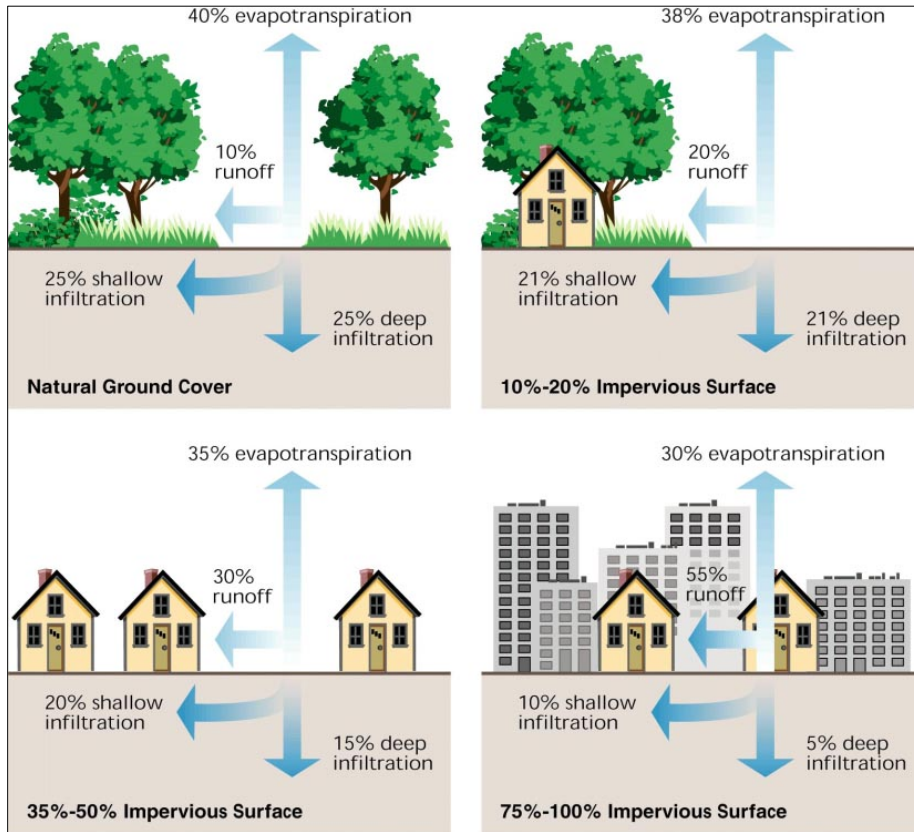 40% evapotranspiration
10%
runoff
25% shallow
infiltration
25% deep
infiltration
Natural Ground Cover
38% evapotranspiration
20%
runoff
21% shallow
infiltration
21% deep
infiltration
10%-20% Impervious Surface
35% evapotranspiration
30%
runoff
20% shallow
infiltration
15% deep
infiltration
35%-50% Impervious Surface
30% evapotranspiration
55%
runoff
10% shallow
infiltration
5% deep
infiltration
75%-100% Impervious Surface